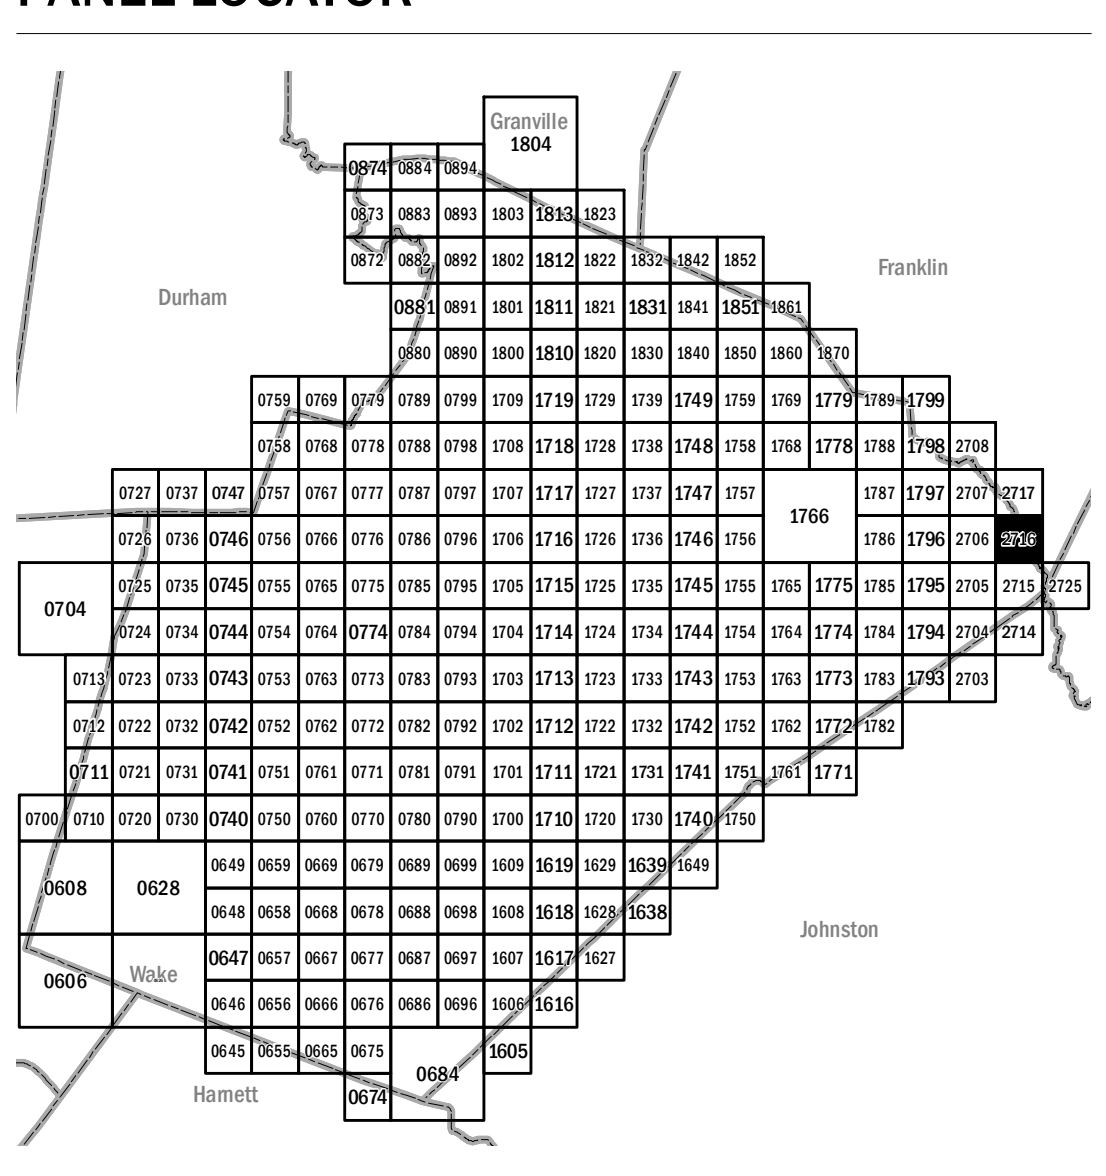 PANEL LOCATOR
Granville
1804
0874 0884 0894
0873 0883 0893 1803 1813 1823
0872 0882 0892 1802 1812 1822 1832 1842 1852
Franklin
Durham
0881 0891 1801 1811 1821 1831 1841 1851 1861
0880 0890 1800 1810 1820 1830 1840 1850 1860 1870
0759 0769 0779 0789 0799 1709 1719 1729 1739 1749 1759 1769 1779 1789 1799
0758 0768 0778 0788 0798 1708 1718 1728 1738 1748 1758 1768 1778 1788 1798 2708
0727 0737 0747 0757 0767 0777 0787 0797 1707 1717 1727 1737 1747 1757 1787 1797 2707 2717
1766
0726 0736 0746 0756 0766 0776 0786 0796 1706 1716 1726 1736 1746 1756 1786 1796 2706 2716
0725 0735 0745 0755 0765 0775 0785 0795 1705 1715 1725 1735 1745 1755 1765 1775 1785 1795 2705 2715 2725
0704
0724 0734 0744 0754 0764 0774 0784 0794 1704 1714 1724 1734 1744 1754 1764 1774 1784 1794 2704 2714
0713 0723 0733 0743 0753 0763 0773 0783 0793 1703 1713 1723 1733 1743 1753 1763 1773 1783 1793 2703
0712 0722 0732 0742 0752 0762 0772 0782 0792 1702 1712 1722 1732 1742 1752 1762 1772 1782
0711 0721 0731 0741 0751 0761 0771 0781 0791 1701 1711 1721 1731 1741 1751 1761 1771
0700 0710 0720 0730 0740 0750 0760 0770 0780 0790 1700 1710 1720 1730 1740 1750
0649 0659 0669 0679 0689 0699 1609 1619 1629 1639 1649
0608 0628
0648 0658 0668 0678 0688 0698 1608 1618 1628 1638
Johnston
0647 0657 0667 0677 0687 0697 1607 1617 1627
0606 Wake
0646 0656 0666 0676 0686 0696 1606 1616
0645 0655 0665 0675 1605
0684
Harnett
0674